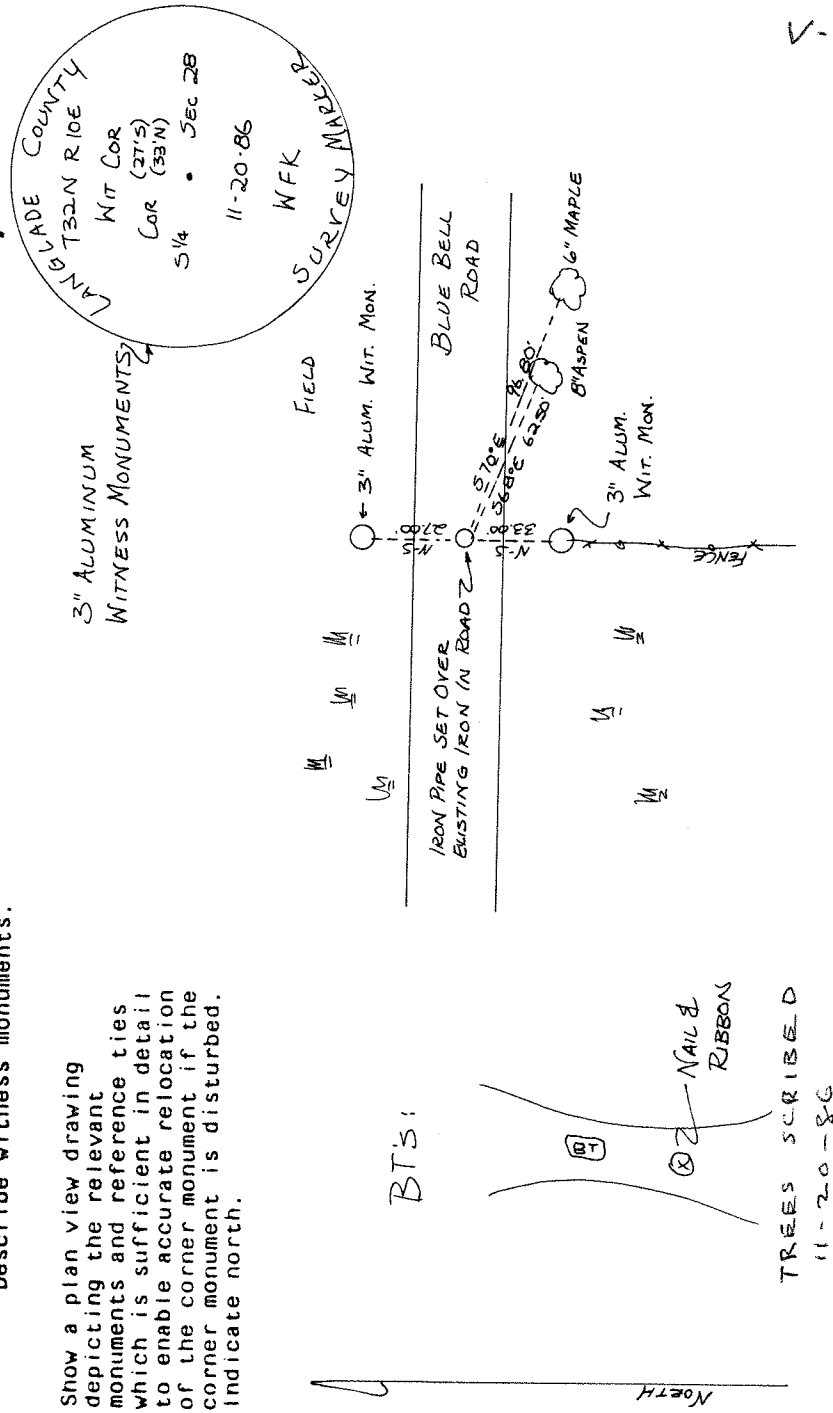 Describe witness monuments.
Show a plan view drawing
depicting the relevant
monuments and reference ties
which is sufficient in detail
to enable accurate relocation
of the corner monument if the
corner monument is disturbed.
Indicate north.
NORTH
BT'S:
BT
NAIL &
RIBBON
TREES SCRIBED
11-20-86
3" ALUMINUM
WITNESS MONUMENTS
LANGLADE COUNTY
T32N R10E
WIT COR
COR (27'S)
(33'N)
S 1/4 • SEC 28
11-20-86
WFK
SURVEY MARKER
FIELD
3" ALUM. WIT. MON.
N-S
27.00'
BLUE BELL
ROAD
IRON PIPE SET OVER
EXISTING IRON IN ROAD
S70°E 96.80'
S68°E 62.50'
N-S
33.00'
8" ASPEN
6" MAPLE
3" ALUM.
WIT. MON.
FENCE
V.